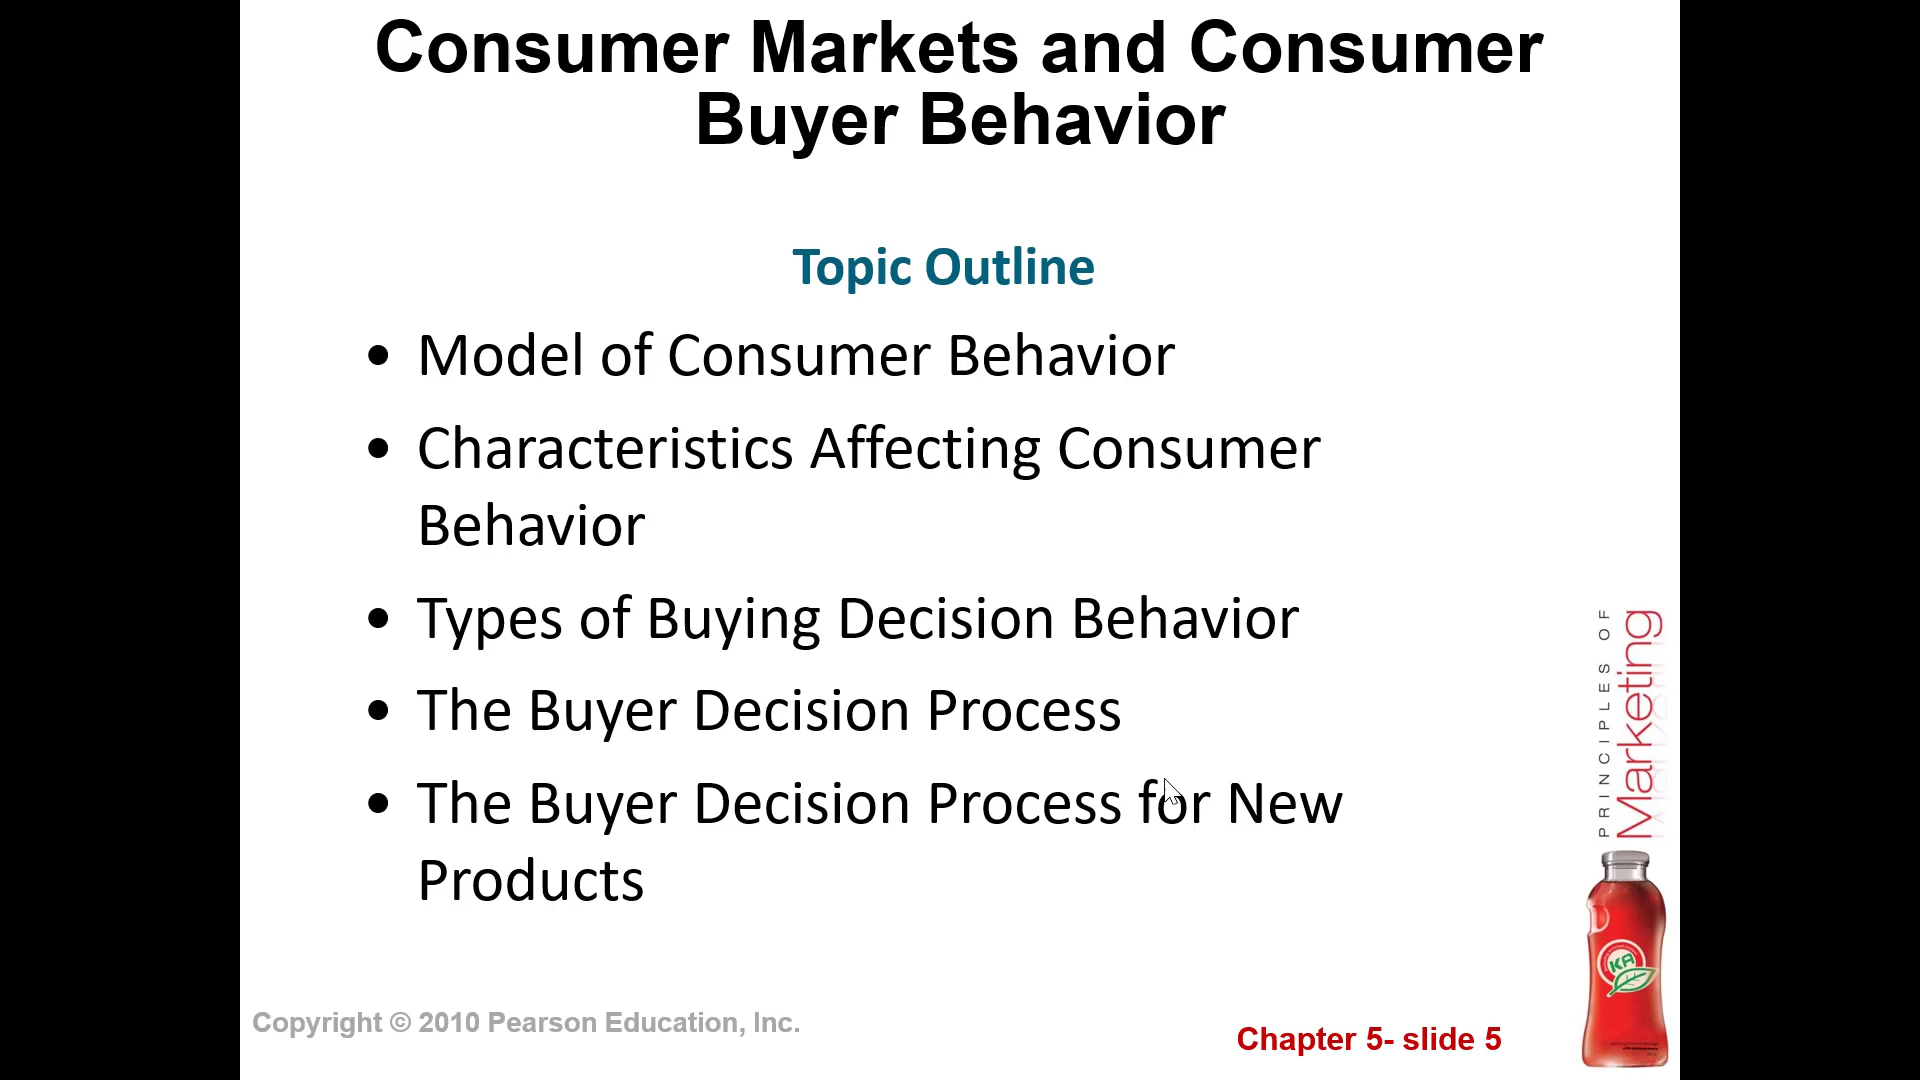 Consumer Markets and Consumer
Buyer Behavior
Topic Outline
• Model of Consumer Behavior
• Characteristics Affecting Consumer
Behavior
• Types of Buying Decision Behavior
• The Buyer Decision Process
• The Buyer Decision Process for New
Products
PRINCIPLES OF
Marketing
KA
Copyright © 2010 Pearson Education, Inc.
Chapter 5- slide 5